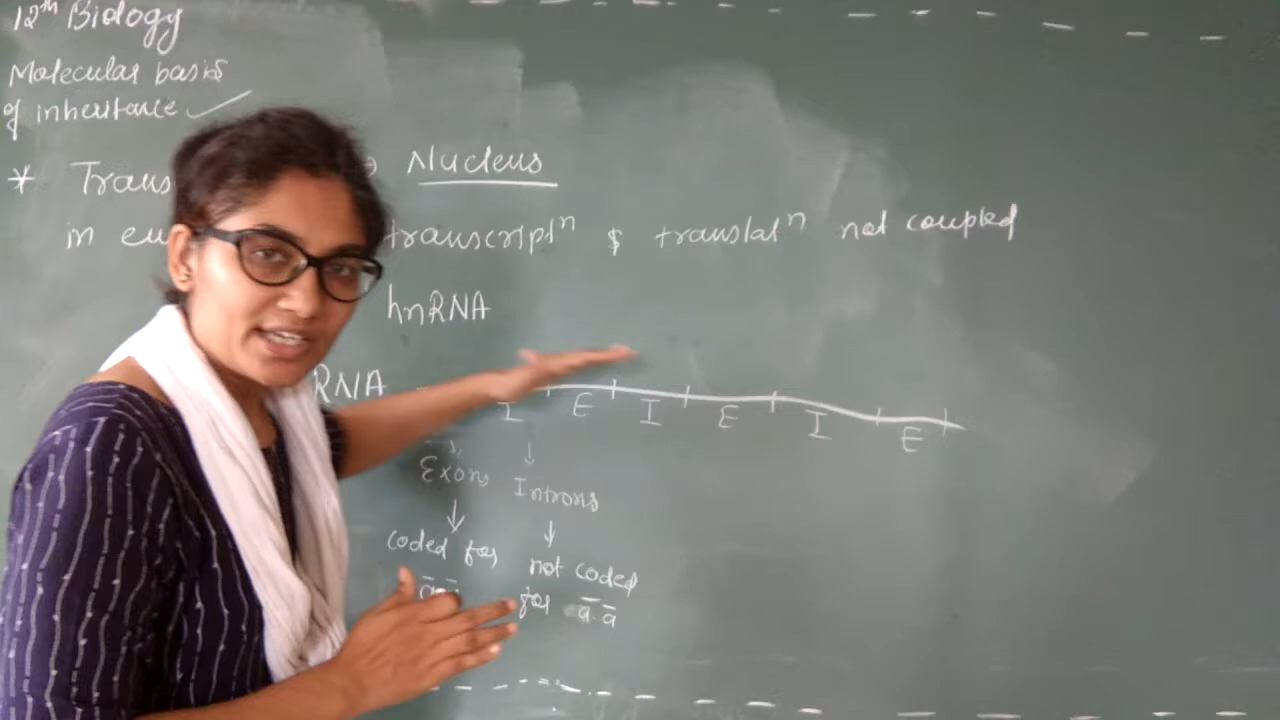 12th Biology
Molecular basis
of inheritance
* Nucleus
in transcriptn & translatn not coupled
hnRNA
RNA
I E I E I E
Exons Introns
↓ ↓
coded for not coded
for a.a